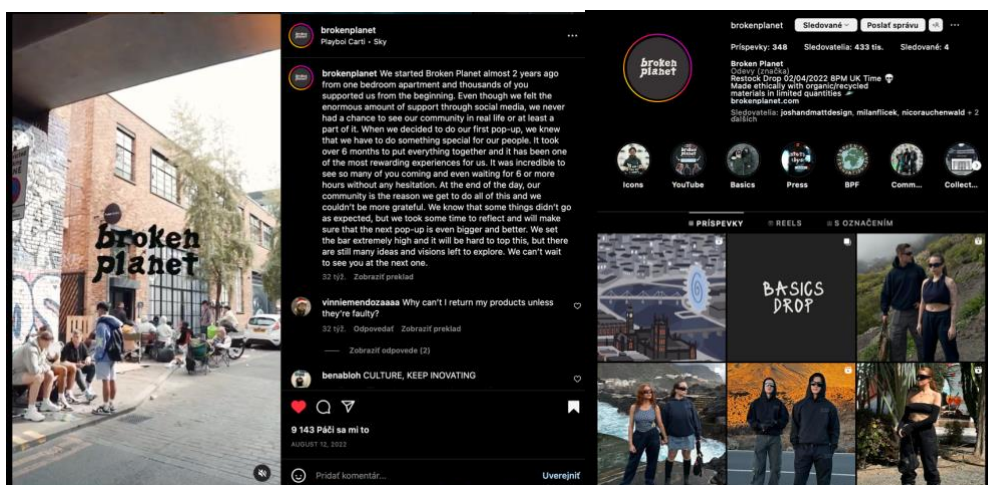 broken
planet
brokenplanet
Playboi Carti • Sky
brokenplanet We started Broken Planet almost 2 years ago
from one bedroom apartment and thousands of you
supported us from the beginning. Even though we felt the
enormous amount of support through social media, we never
had a chance to see our community in real life or at least a
part of it. When we decided to do our first pop-up, we knew
that we have to do something special for our people. It took
over 6 months to put everything together and it has been one
of the most rewarding experiences for us. It was incredible to
see so many of you coming and even waiting for 6 or more
hours without any hesitation. At the end of the day, our
community is the reason we get to do all of this and we
couldn't be more grateful. We know that some things didn't go
as expected, but we took some time to reflect and will make
sure that the next pop-up is even bigger and better. We set
the bar extremely high and it will be hard to top this, but there
are still many ideas and visions left to explore. We can't wait
to see you at the next one.
32 týž. Zobraziť preklad
vinniemendozaaaa Why can't I return my products unless
they're faulty?
32 týž. Odpovedať Zobraziť preklad
Zobraziť odpovede (2)
benabloh CULTURE, KEEP INOVATING
9 143 Páči sa mi to
AUGUST 12, 2022
Pridať komentár...
Uverejniť
broken
planet
brokenplanet
Sledované
Poslať správu
Príspevky: 348 Sledovatelia: 433 tis. Sledované: 4
Broken Planet
Odevy (značka)
Restock Drop 02/04/2022 8PM UK Time 💀
Made ethically with organic/recycled
materials in limited quantities
brokenplanet.com
Sledovatelia: joshandmattdesign, milanflicek, nicorauchenwald + 2
ďalších
Icons
YouTube
Basics
Press
BPF
Comm...
Collect...
PRÍSPEVKY
REELS
S OZNAČENÍM
BASICS
DROP